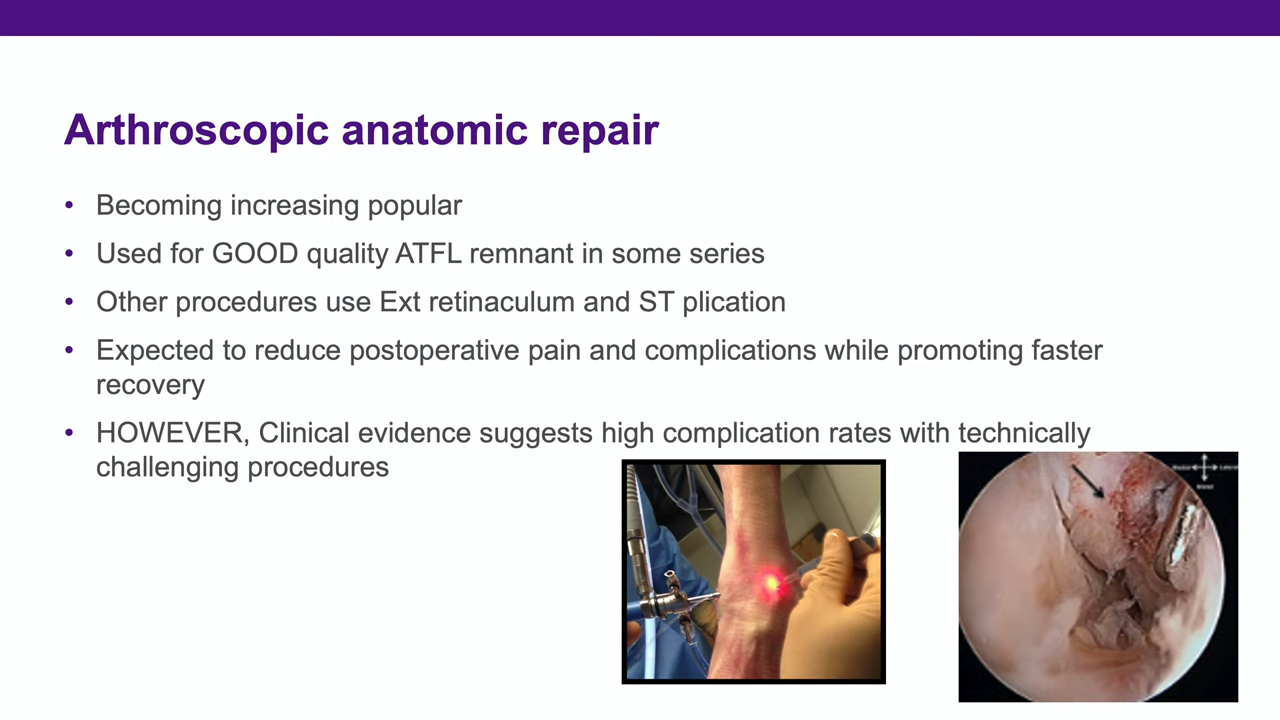 Arthroscopic anatomic repair
• Becoming increasing popular
• Used for GOOD quality ATFL remnant in some series
• Other procedures use Ext retinaculum and ST plication
• Expected to reduce postoperative pain and complications while promoting faster
recovery
• HOWEVER, Clinical evidence suggests high complication rates with technically
challenging procedures